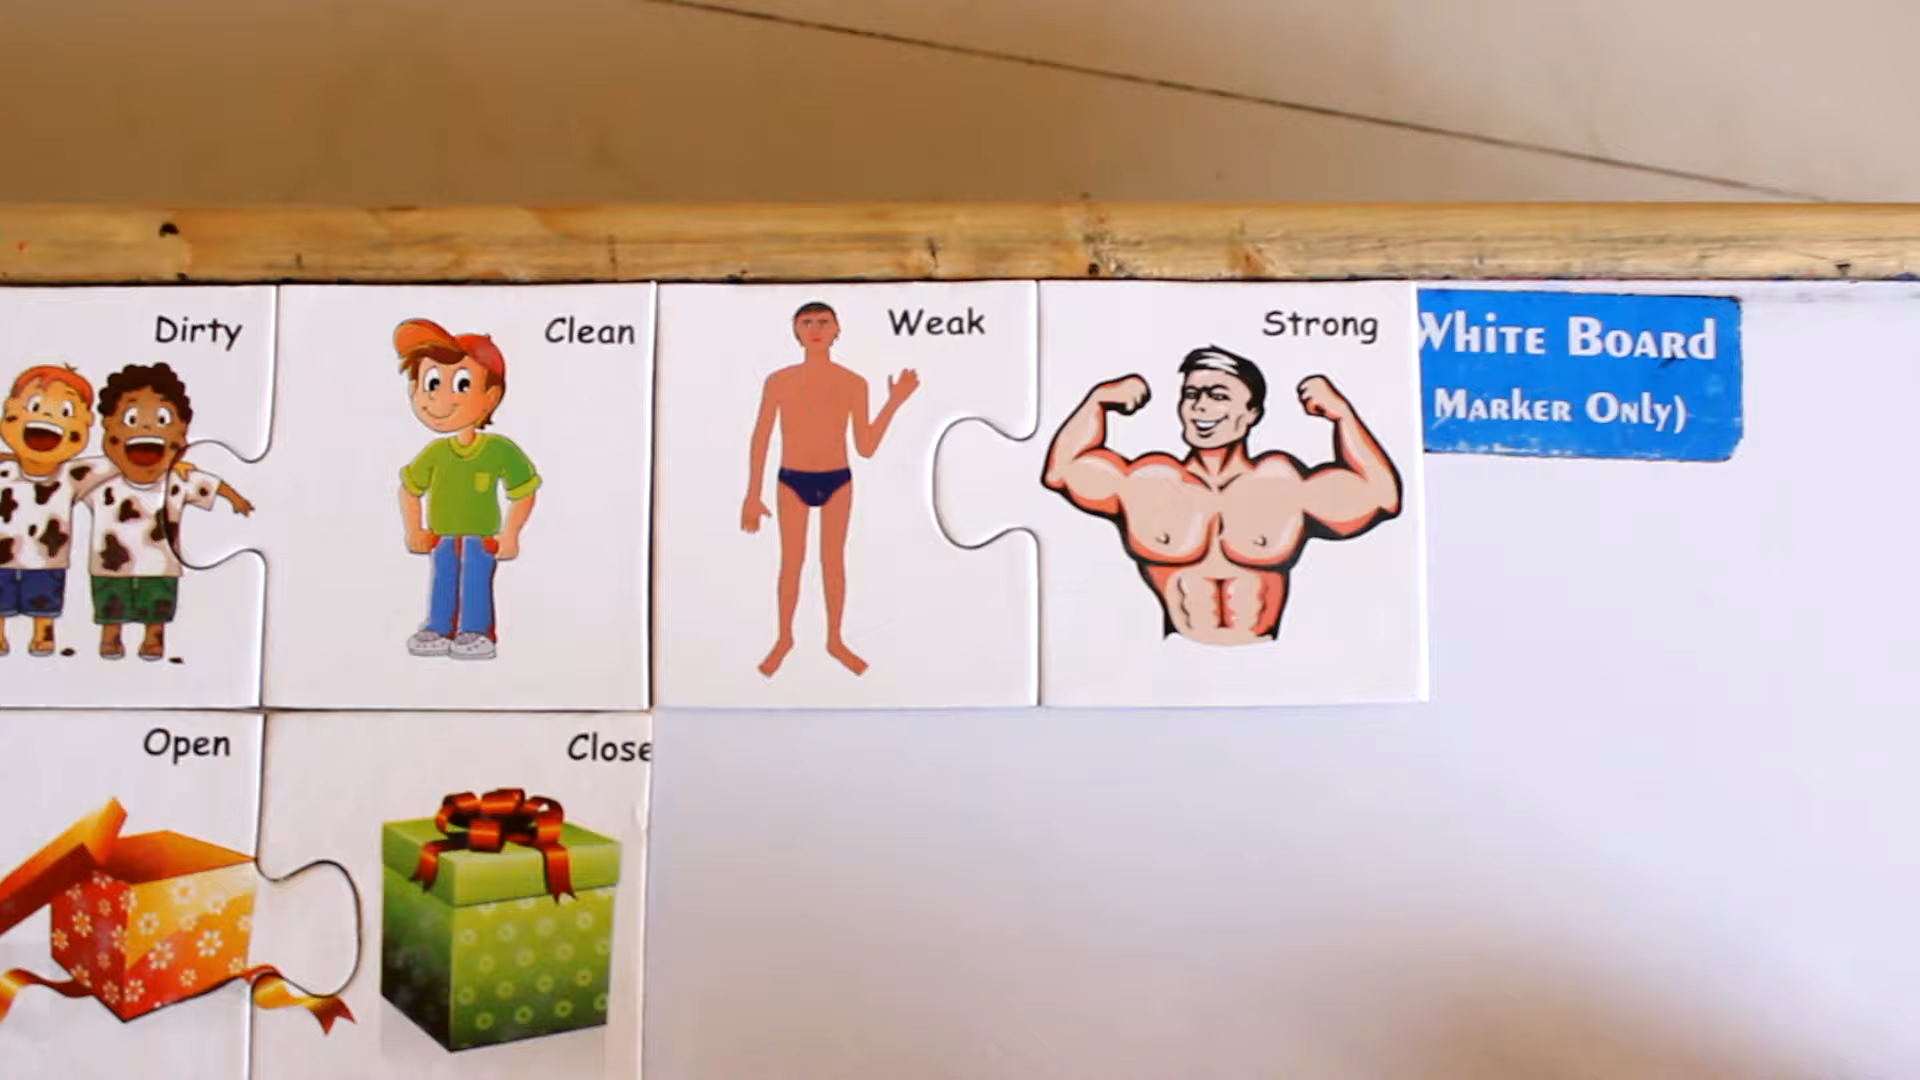 Dirty
Clean
Weak
Strong
White Board
Marker Only)
Open
Close